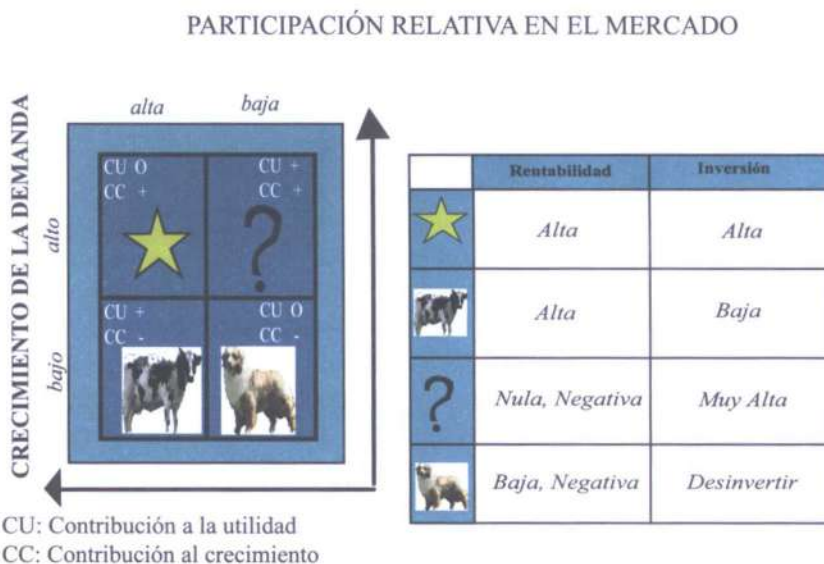 PARTICIPACIÓN RELATIVA EN EL MERCADO
alta baja
CRECIMIENTO DE LA DEMANDA
alto
bajo
CU O CU +
CC + CC +
?
CU + CU O
CC - CC -
Rentabilidad Inversión
Alta Alta
Alta Baja
? Nula, Negativa Muy Alta
Baja, Negativa Desinvertir
CU: Contribución a la utilidad
CC: Contribución al crecimiento